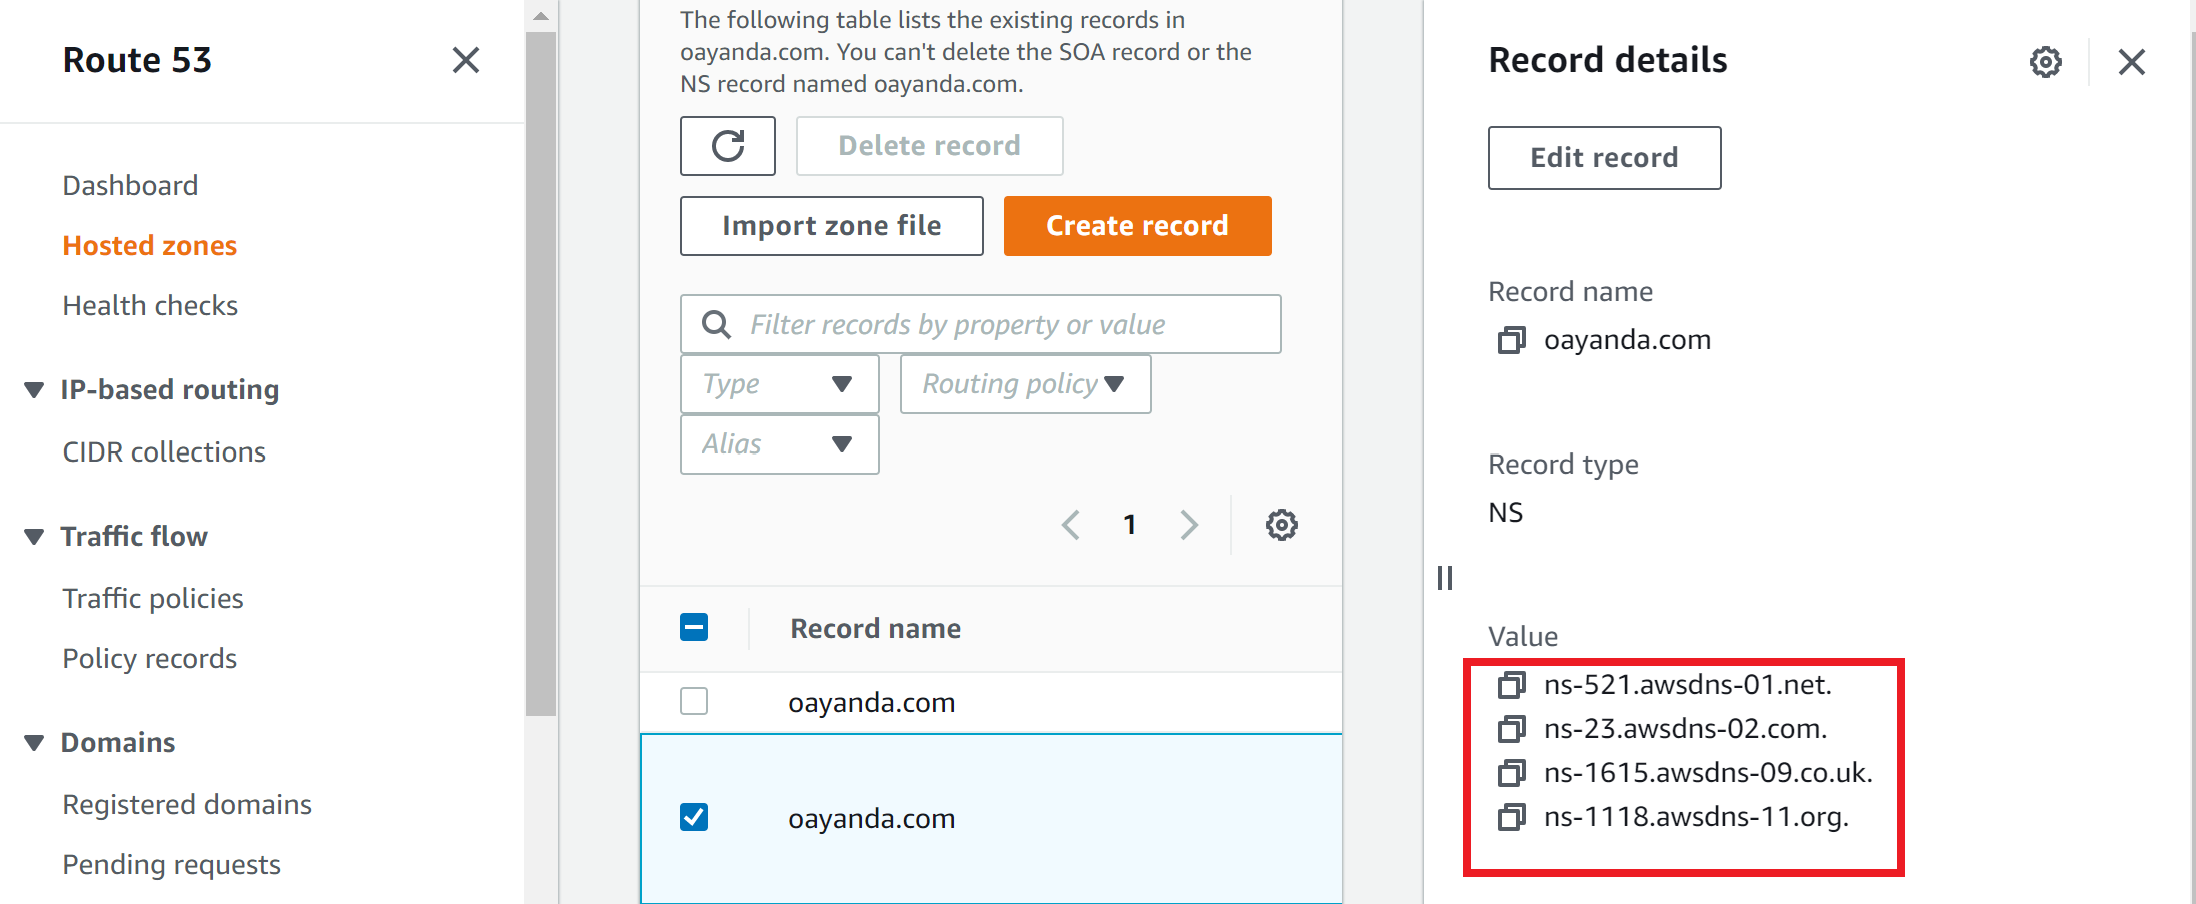 Route 53
Dashboard
Hosted zones
Health checks
IP-based routing
CIDR collections
Traffic flow
Traffic policies
Policy records
Domains
Registered domains
Pending requests
The following table lists the existing records in
oayanda.com. You can't delete the SOA record or the
NS record named oayanda.com.
Delete record
Import zone file
Create record
Filter records by property or value
Type
Routing policy
Alias
1
Record name
oayanda.com
oayanda.com
Record details
Edit record
Record name
oayanda.com
Record type
NS
Value
ns-521.awsdns-01.net.
ns-23.awsdns-02.com.
ns-1615.awsdns-09.co.uk.
ns-1118.awsdns-11.org.